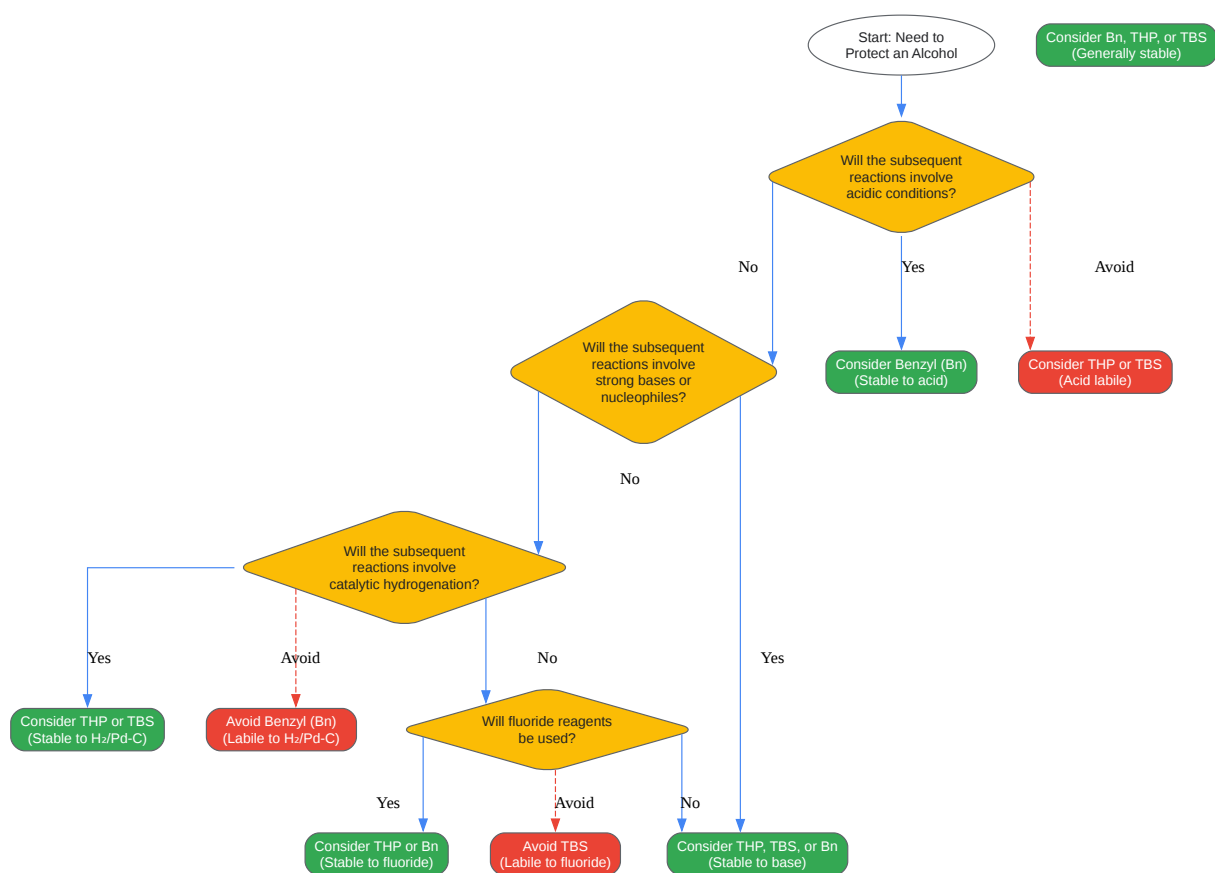 Start: Need to
Protect an Alcohol
Consider Bn, THP, or TBS
(Generally stable)
Will the subsequent
reactions involve
acidic conditions?
No
Yes
Avoid
Will the subsequent
reactions involve
strong bases or
nucleophiles?
Consider Benzyl (Bn)
(Stable to acid)
Consider THP or TBS
(Acid labile)
No
Will the subsequent
reactions involve
catalytic hydrogenation?
Yes
Avoid
No
Yes
Consider THP or TBS
(Stable to H₂/Pd-C)
Avoid Benzyl (Bn)
(Labile to H₂/Pd-C)
Will fluoride reagents
be used?
Yes
Avoid
No
Consider THP or Bn
(Stable to fluoride)
Avoid TBS
(Labile to fluoride)
Consider THP, TBS, or Bn
(Stable to base)